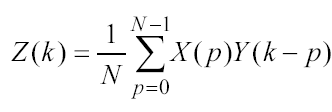 Z(k) = \frac{1}{N} \sum_{p=0}^{N-1} X(p)Y(k-p)